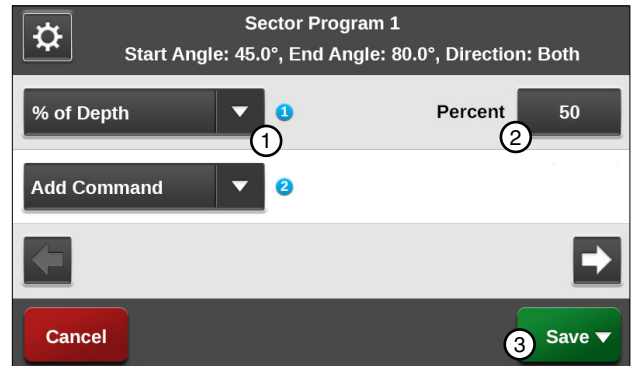 Sector Program 1
Start Angle: 45.0°, End Angle: 80.0°, Direction: Both
% of Depth 1 Percent 50
1 2
Add Command 2
Cancel 3 Save